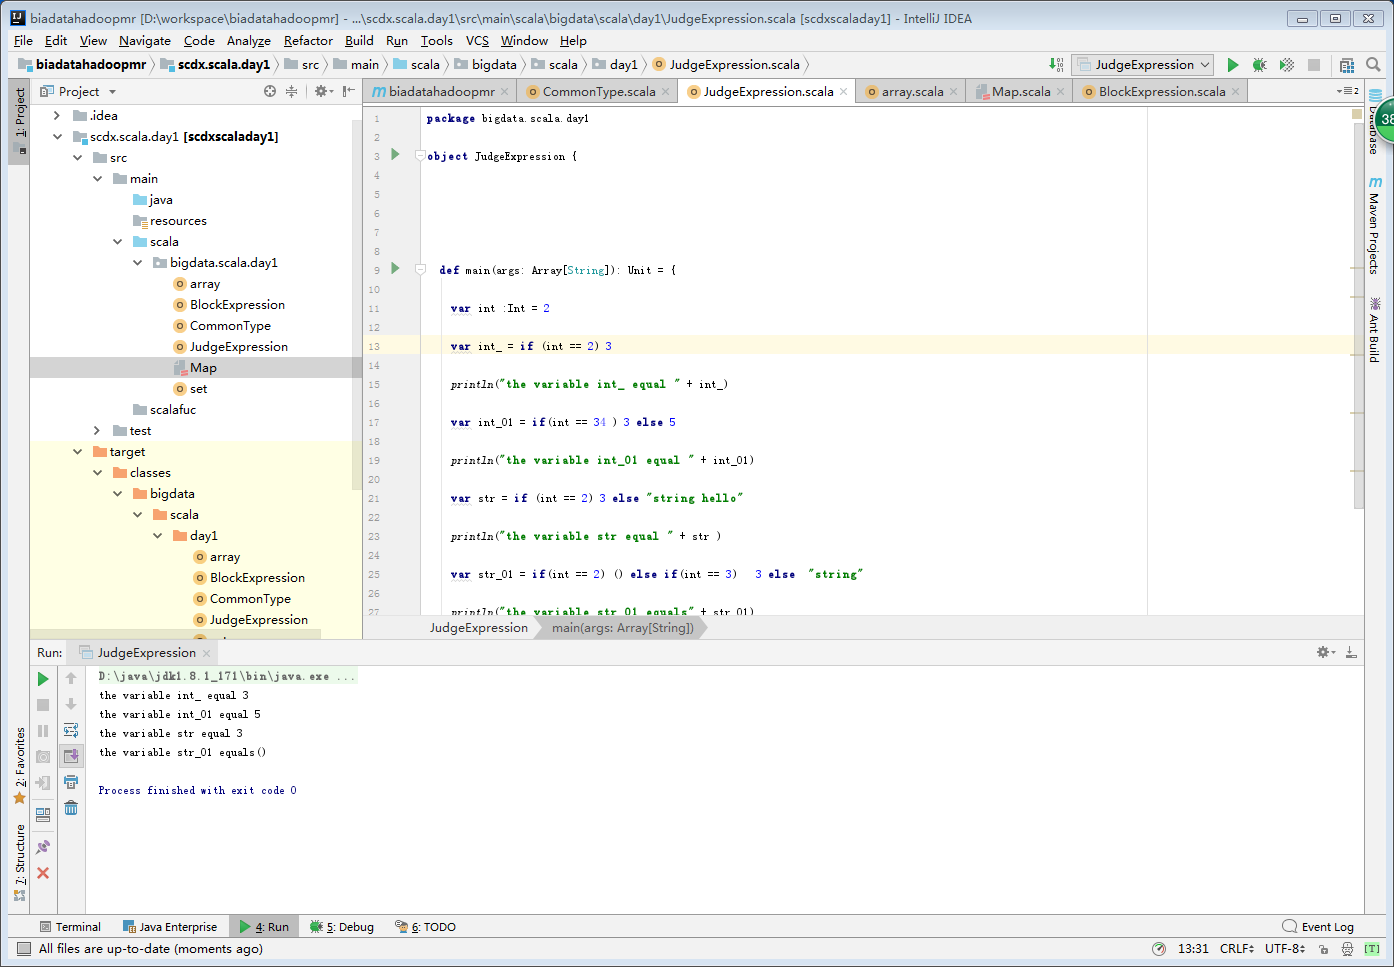 biadatahadoopmr [D:\workspace\biadatahadoopmr] - ...\scdx.scala.day1\src\main\scala\bigdata\scala\day1\JudgeExpression.scala [scdxscaladay1] - IntelliJ IDEA
File Edit View Navigate Code Analyze Refactor Build Run Tools VCS Window Help
biadatahadoopmr scdx.scala.day1 src main scala bigdata scala day1 JudgeExpression.scala JudgeExpression
Project
biadatahadoopmr CommonType.scala JudgeExpression.scala array.scala Map.scala BlockExpression.scala 2
1: Project
.idea
scdx.scala.day1 [scdxscaladay1]
src
main
java
resources
scala
bigdata.scala.day1
array
BlockExpression
CommonType
JudgeExpression
Map
set
scalafuc
test
target
classes
bigdata
scala
day1
array
BlockExpression
CommonType
JudgeExpression
1 package bigdata.scala.day1
2
3 object JudgeExpression {
4
5
6
7
8
9 def main(args: Array[String]): Unit = {
10
11 var int :Int = 2
12
13 var int_ = if (int == 2) 3
14
15 println("the variable int_ equal " + int_)
16
17 var int_01 = if(int == 34 ) 3 else 5
18
19 println("the variable int_01 equal " + int_01)
20
21 var str = if (int == 2) 3 else "string hello"
22
23 println("the variable str equal " + str )
24
25 var str_01 = if(int == 2) () else if(int == 3) 3 else "string"
26
27 println("the variable str_01 equals" + str_01)
JudgeExpression main(args: Array[String])
38
Database
Maven Projects
Ant Build
Run: JudgeExpression
D:\java\jdk1.8.1_171\bin\java.exe ...
the variable int_ equal 3
the variable int_01 equal 5
the variable str equal 3
the variable str_01 equals()
Process finished with exit code 0
2: Favorites
7: Structure
Terminal Java Enterprise 4: Run 5: Debug 6: TODO Event Log
All files are up-to-date (moments ago) 13:31 CRLF UTF-8 [T]